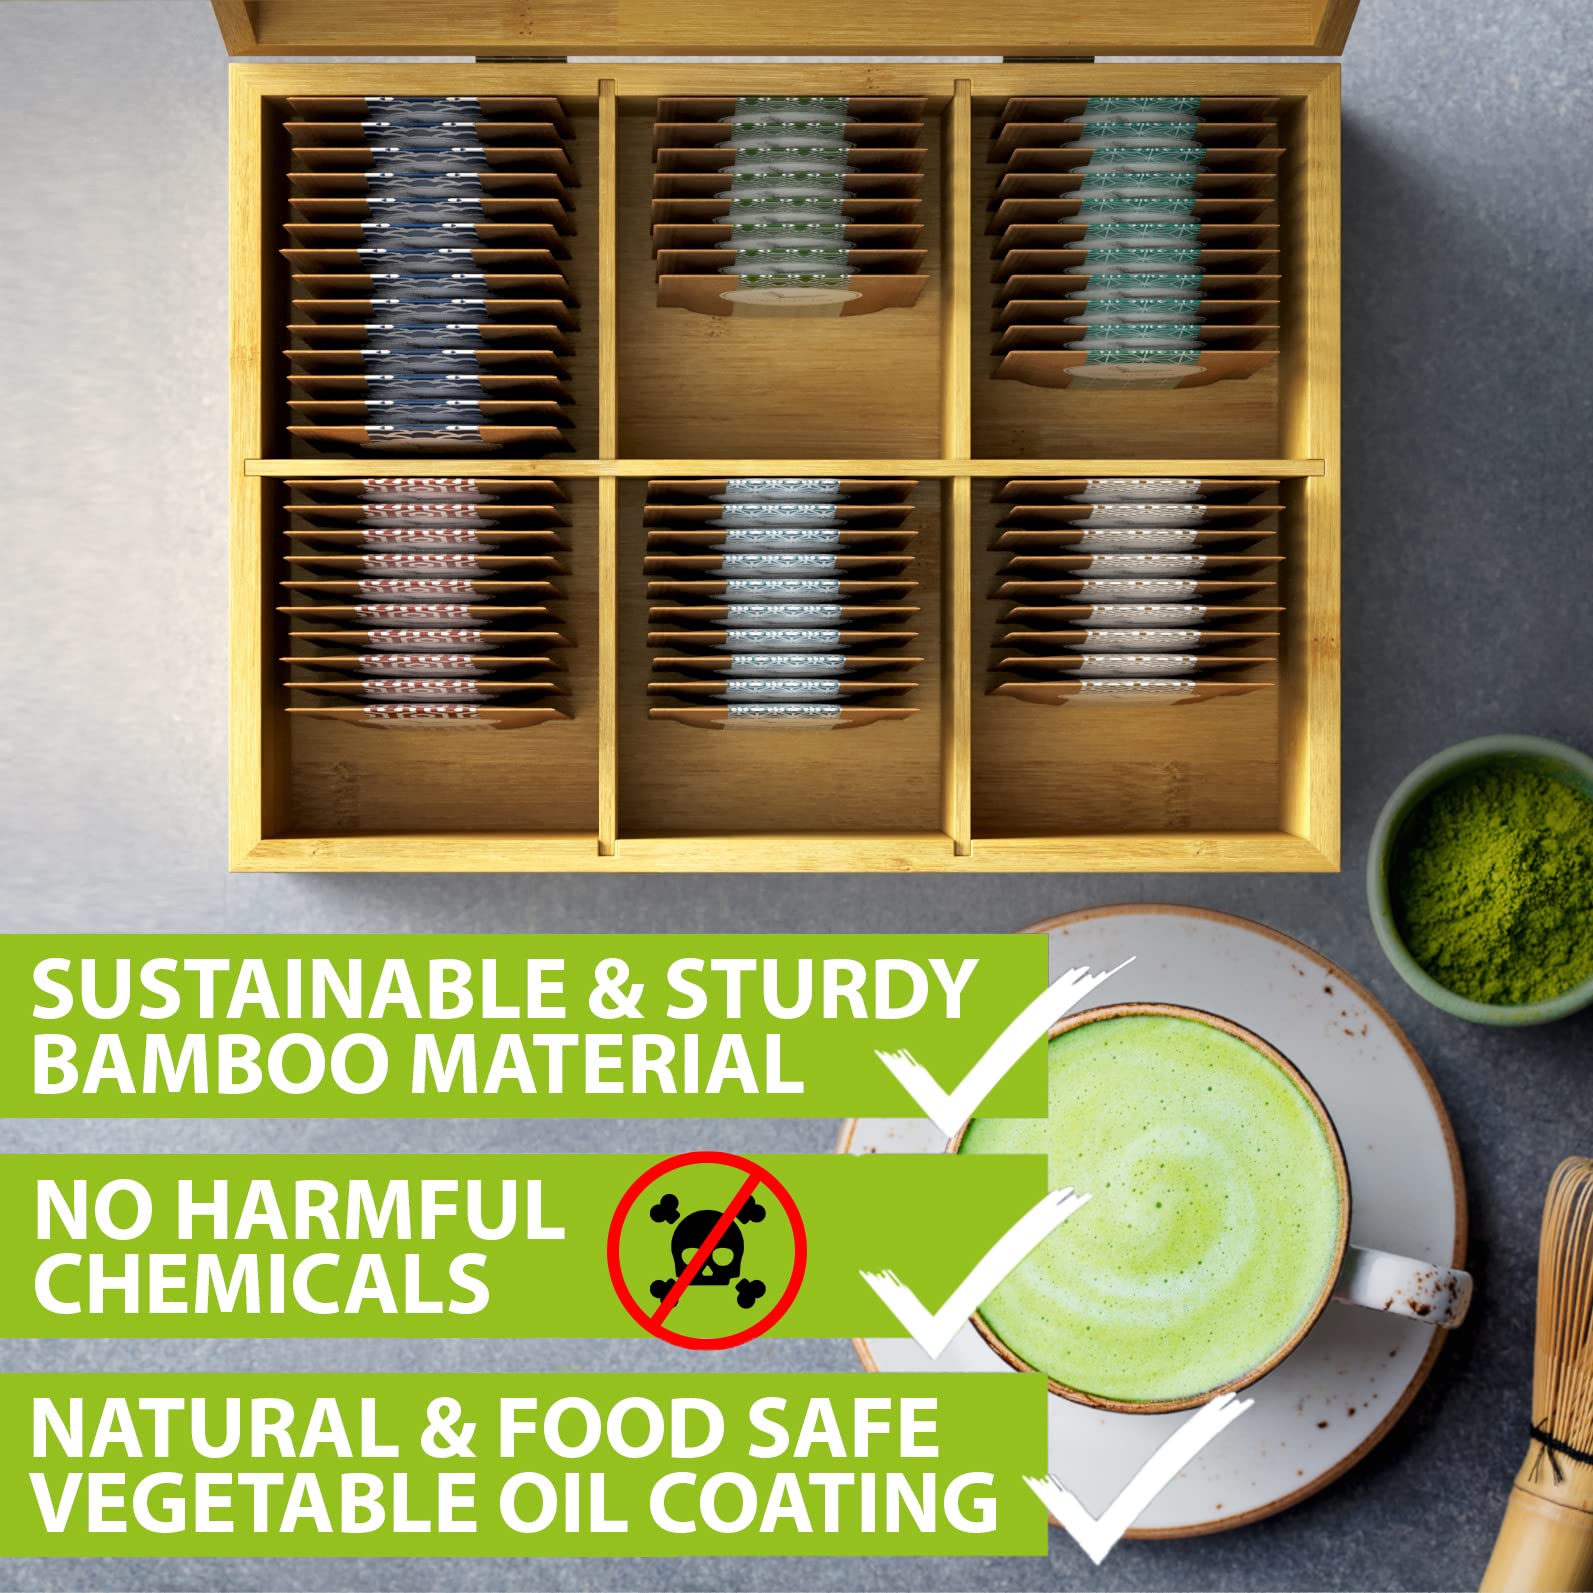 SUSTAINABLE & STURDY
BAMBOO MATERIAL
NO HARMFUL
CHEMICALS
NATURAL & FOOD SAFE
VEGETABLE OIL COATING